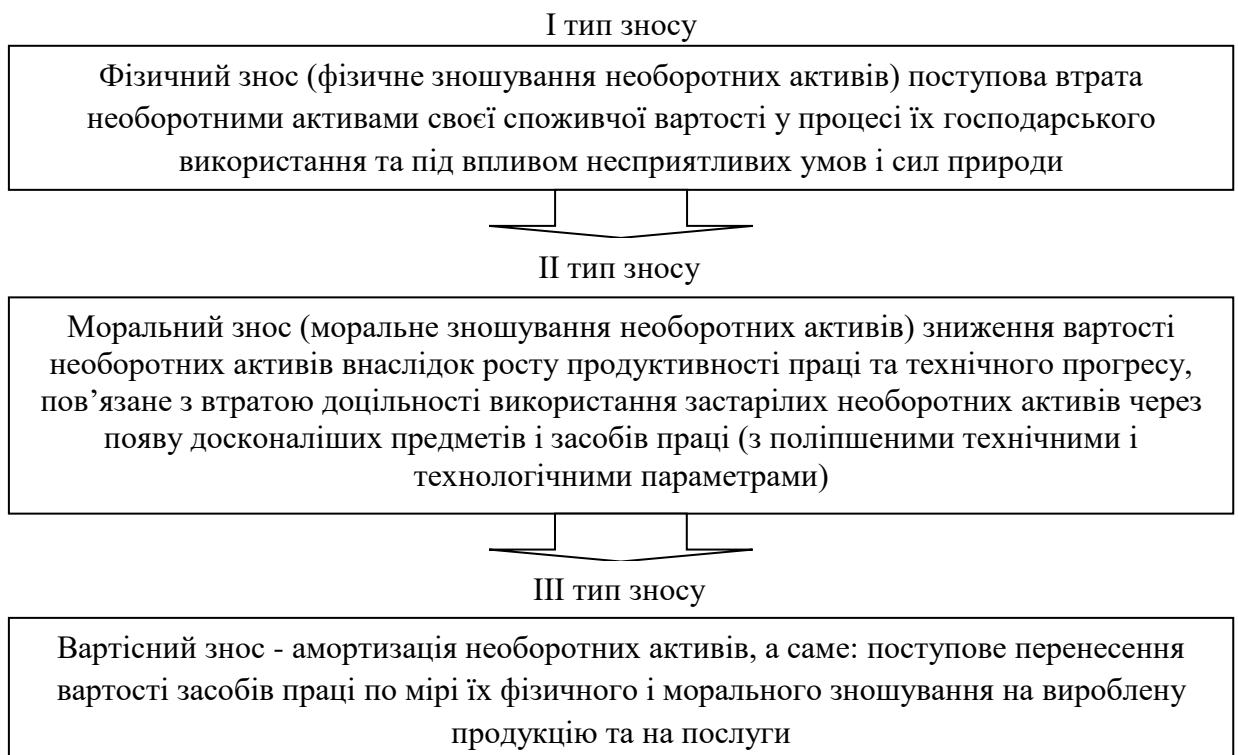 І тип зносу
Фізичний знос (фізичне зношування необоротних активів) поступова втрата
необоротними активами своєї споживчої вартості у процесі їх господарського
використання та під впливом несприятливих умов і сил природи
ІІ тип зносу
Моральний знос (моральне зношування необоротних активів) зниження вартості
необоротних активів внаслідок росту продуктивності праці та технічного прогресу,
пов’язане з втратою доцільності використання застарілих необоротних активів через
появу досконаліших предметів і засобів праці (з поліпшеними технічними і
технологічними параметрами)
ІІІ тип зносу
Вартісний знос - амортизація необоротних активів, а саме: поступове перенесення
вартості засобів праці по мірі їх фізичного і морального зношування на вироблену
продукцію та на послуги